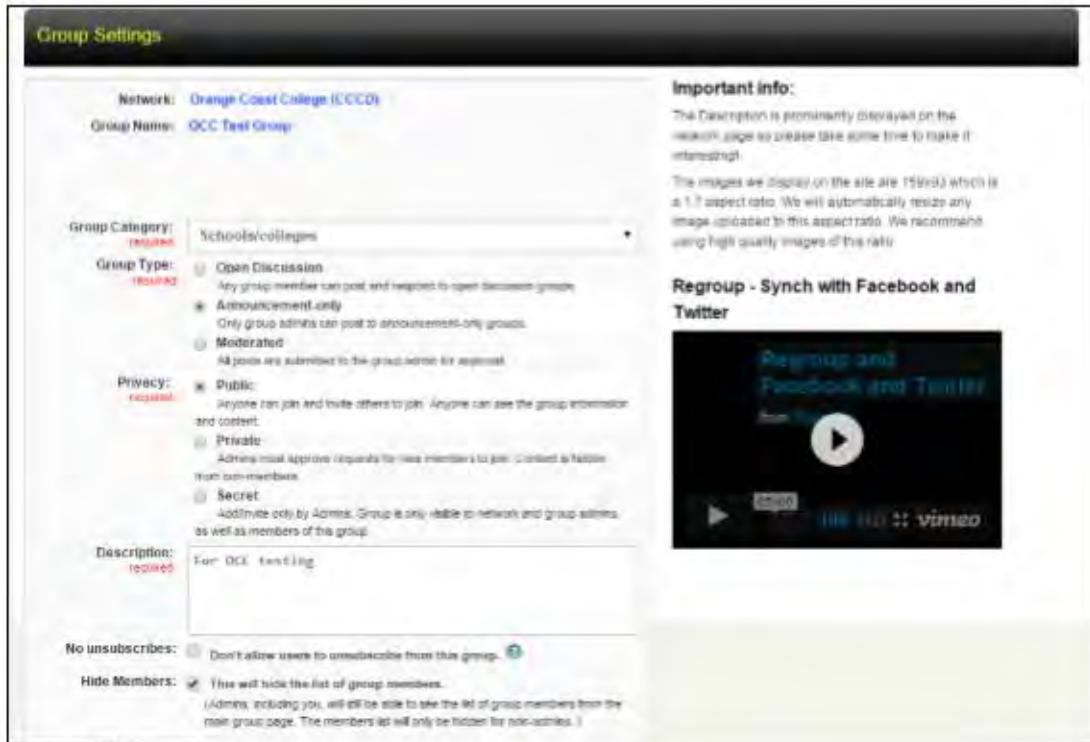 Group Settings
Network: Orange Coast College (CCCD)
Group Name: OCC Test Group
Group Category: Schools/colleges
required
Group Type: Open Discussion
required
Any group member can post and respond to open discussion groups.
Announcement-only
Only group admins can post to announcement-only groups.
Moderated
All posts are submitted to the group admin for approval.
Privacy: Public
required
Anyone can join and invite others to join. Anyone can see the group information
and content.
Private
Admins must approve requests for new members to join. Content is hidden
from non-members.
Secret
Add/invite only by Admins. Group is only visible to network and group admins,
as well as members of this group.
Description: For OCC testing
required
No unsubscribes: Don't allow users to unsubscribe from this group.
Hide Members: This will hide the list of group members.
(Admins, including you, will still be able to see the list of group members from the
main group page. The members list will only be hidden for non-admins. )
Important info:
The Description is prominently displayed on the
network page so please take some time to make it
interesting!
The images we display on the site are 159x93 which is
a 1.7 aspect ratio. We will automatically resize any
image uploaded to this aspect ratio. We recommend
using high quality images of this ratio.
Regroup - Synch with Facebook and
Twitter
Regroup and
Facebook and Twitter
from
vimeo